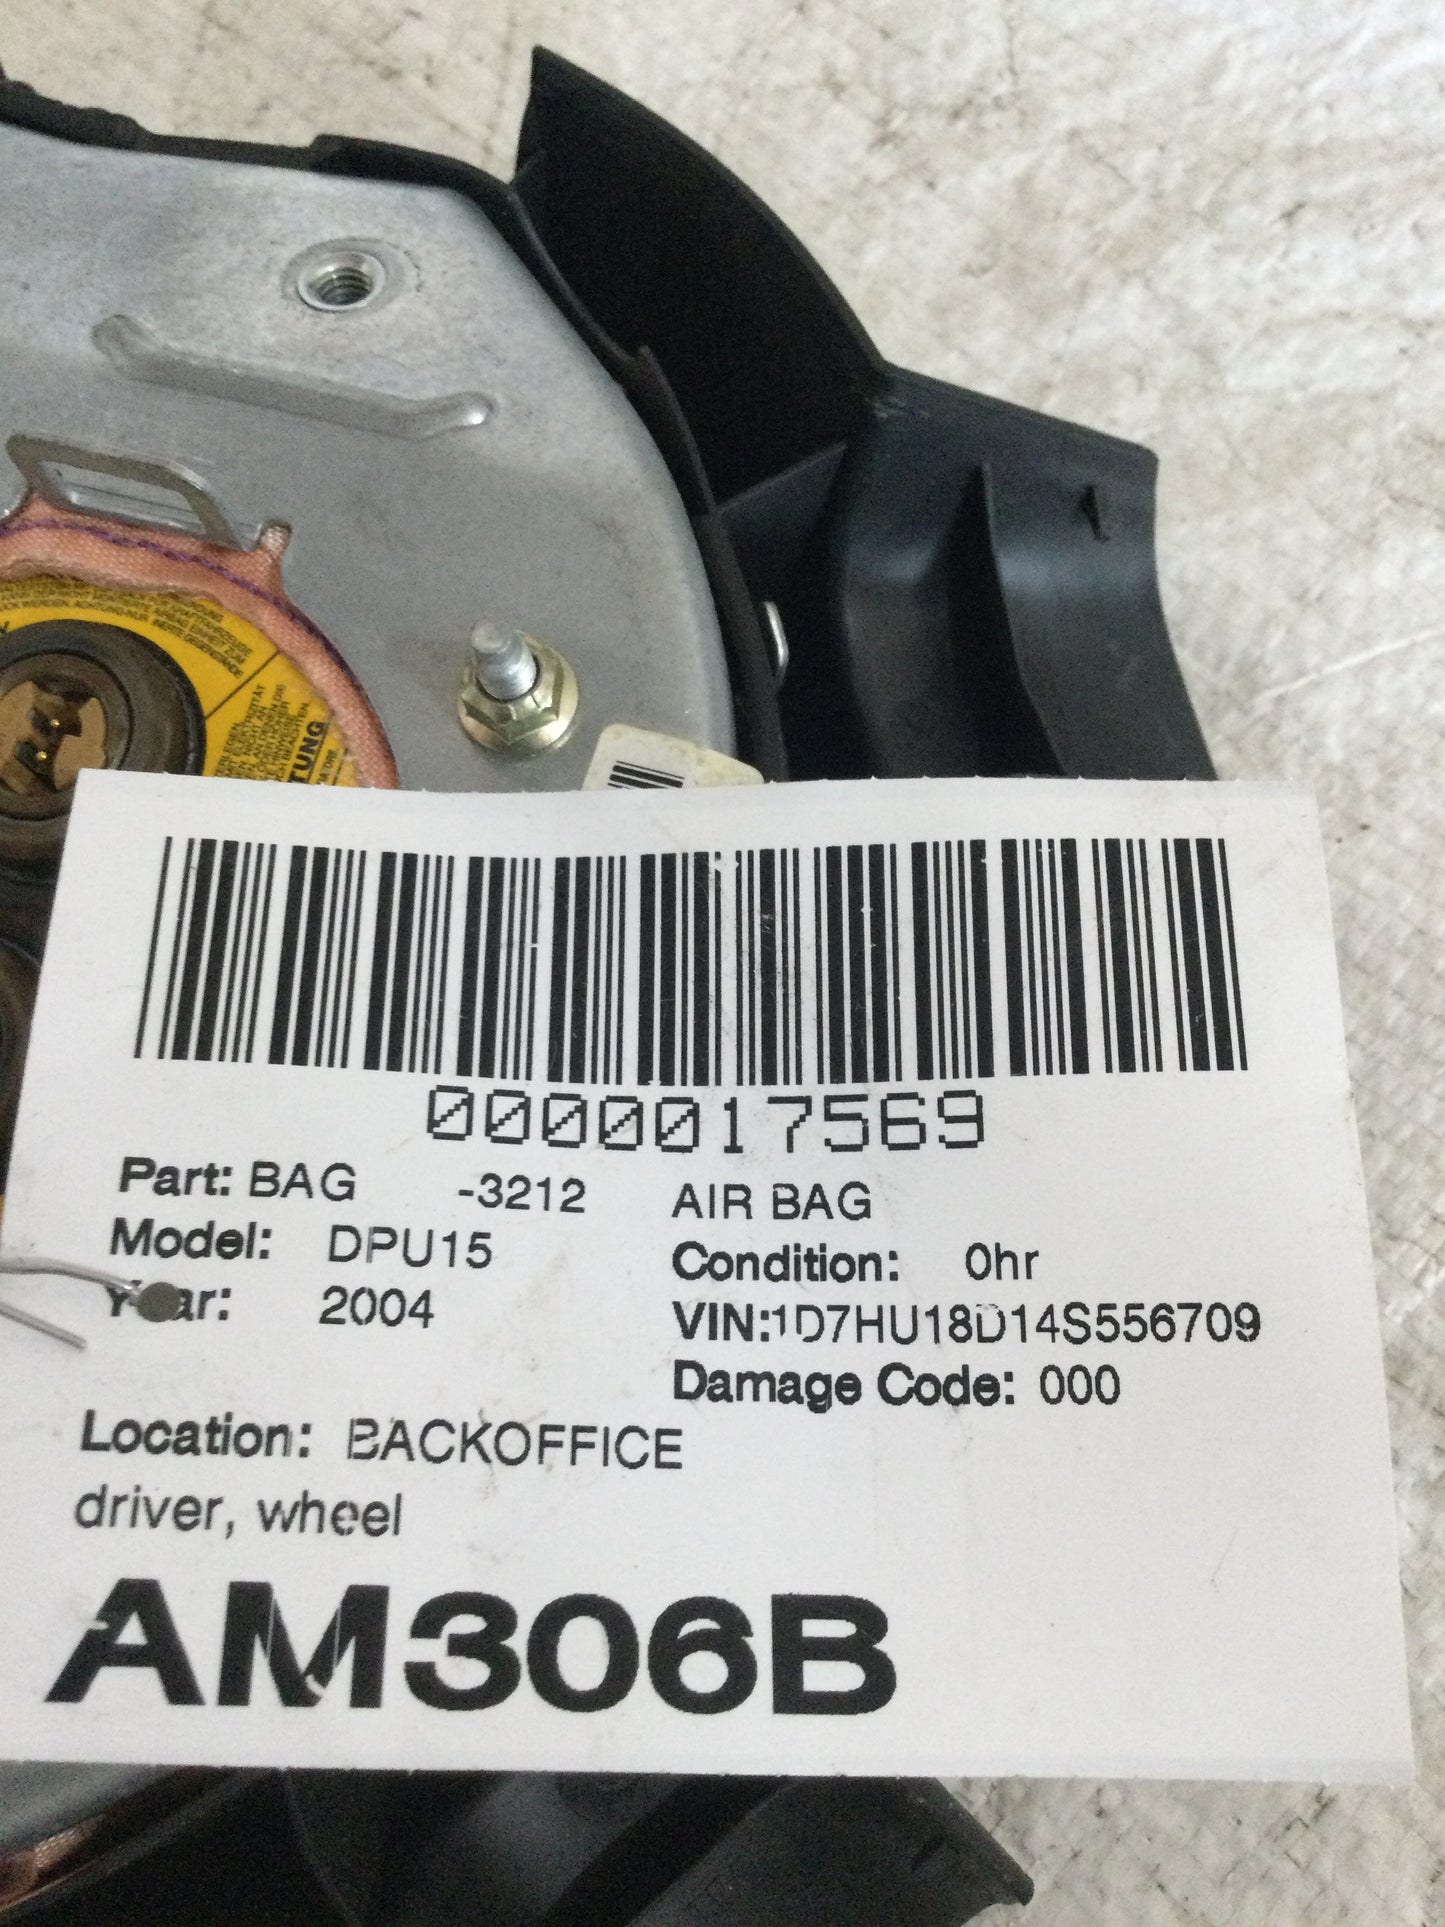 TUNG
0000017569
Part: BAG -3212 AIR BAG
Model: DPU15
Condition: 0hr
Year: 2004
VIN:1D7HU18D14S556709
Damage Code: 000
Location: BACKOFFICE
driver, wheel
AM306B